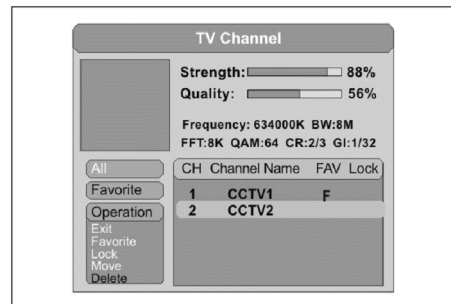 TV Channel
Strength: 88%
Quality: 56%
Frequency: 634000K BW:8M
FFT:8K QAM:64 CR:2/3 GI:1/32
All
Favorite
Operation
Exit
Favorite
Lock
Move
Delete
CH Channel Name FAV Lock
1 CCTV1 F
2 CCTV2